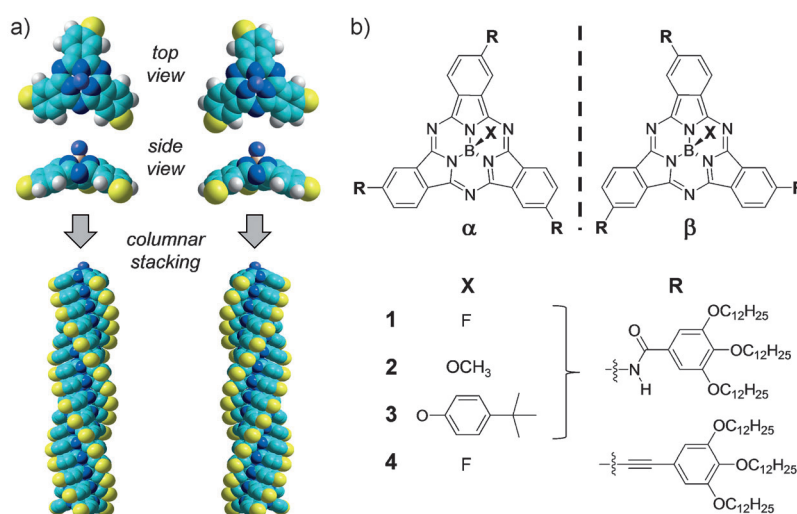 a)
top
view
side
view
columnar
stacking
b)
R
X
N
N
N
B
N
N
R
N
R
α
R
X
N
N
N
B
N
N
R
N
R
β
X
R
1 F
2 OCH3
3 O
4 F
OC12H25
O
OC12H25
N
H
OC12H25
OC12H25
OC12H25
OC12H25